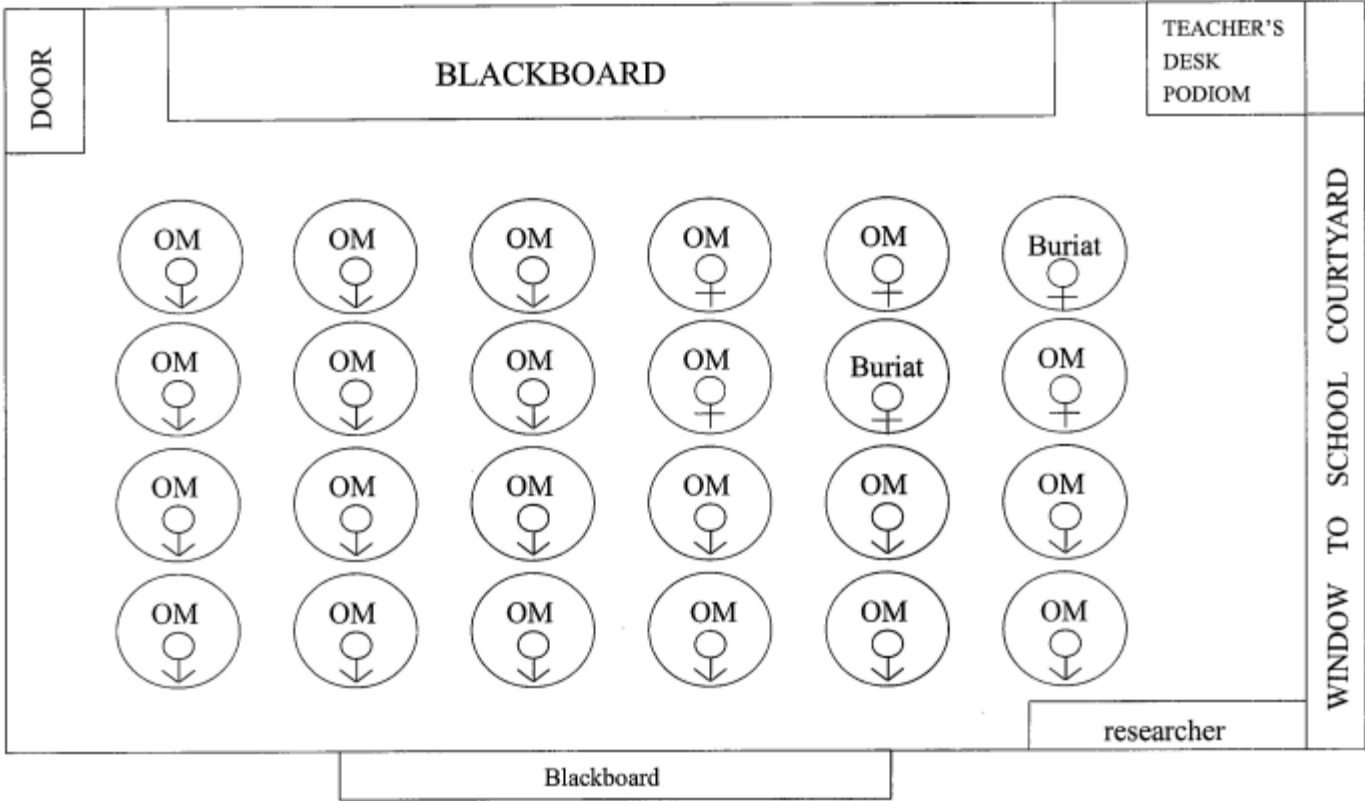 DOOR
BLACKBOARD
TEACHER'S
DESK
PODIOM
OM OM OM OM OM Buriat
OM OM OM OM Buriat OM
OM OM OM OM OM OM
OM OM OM OM OM OM
WINDOW TO SCHOOL COURTYARD
researcher
Blackboard